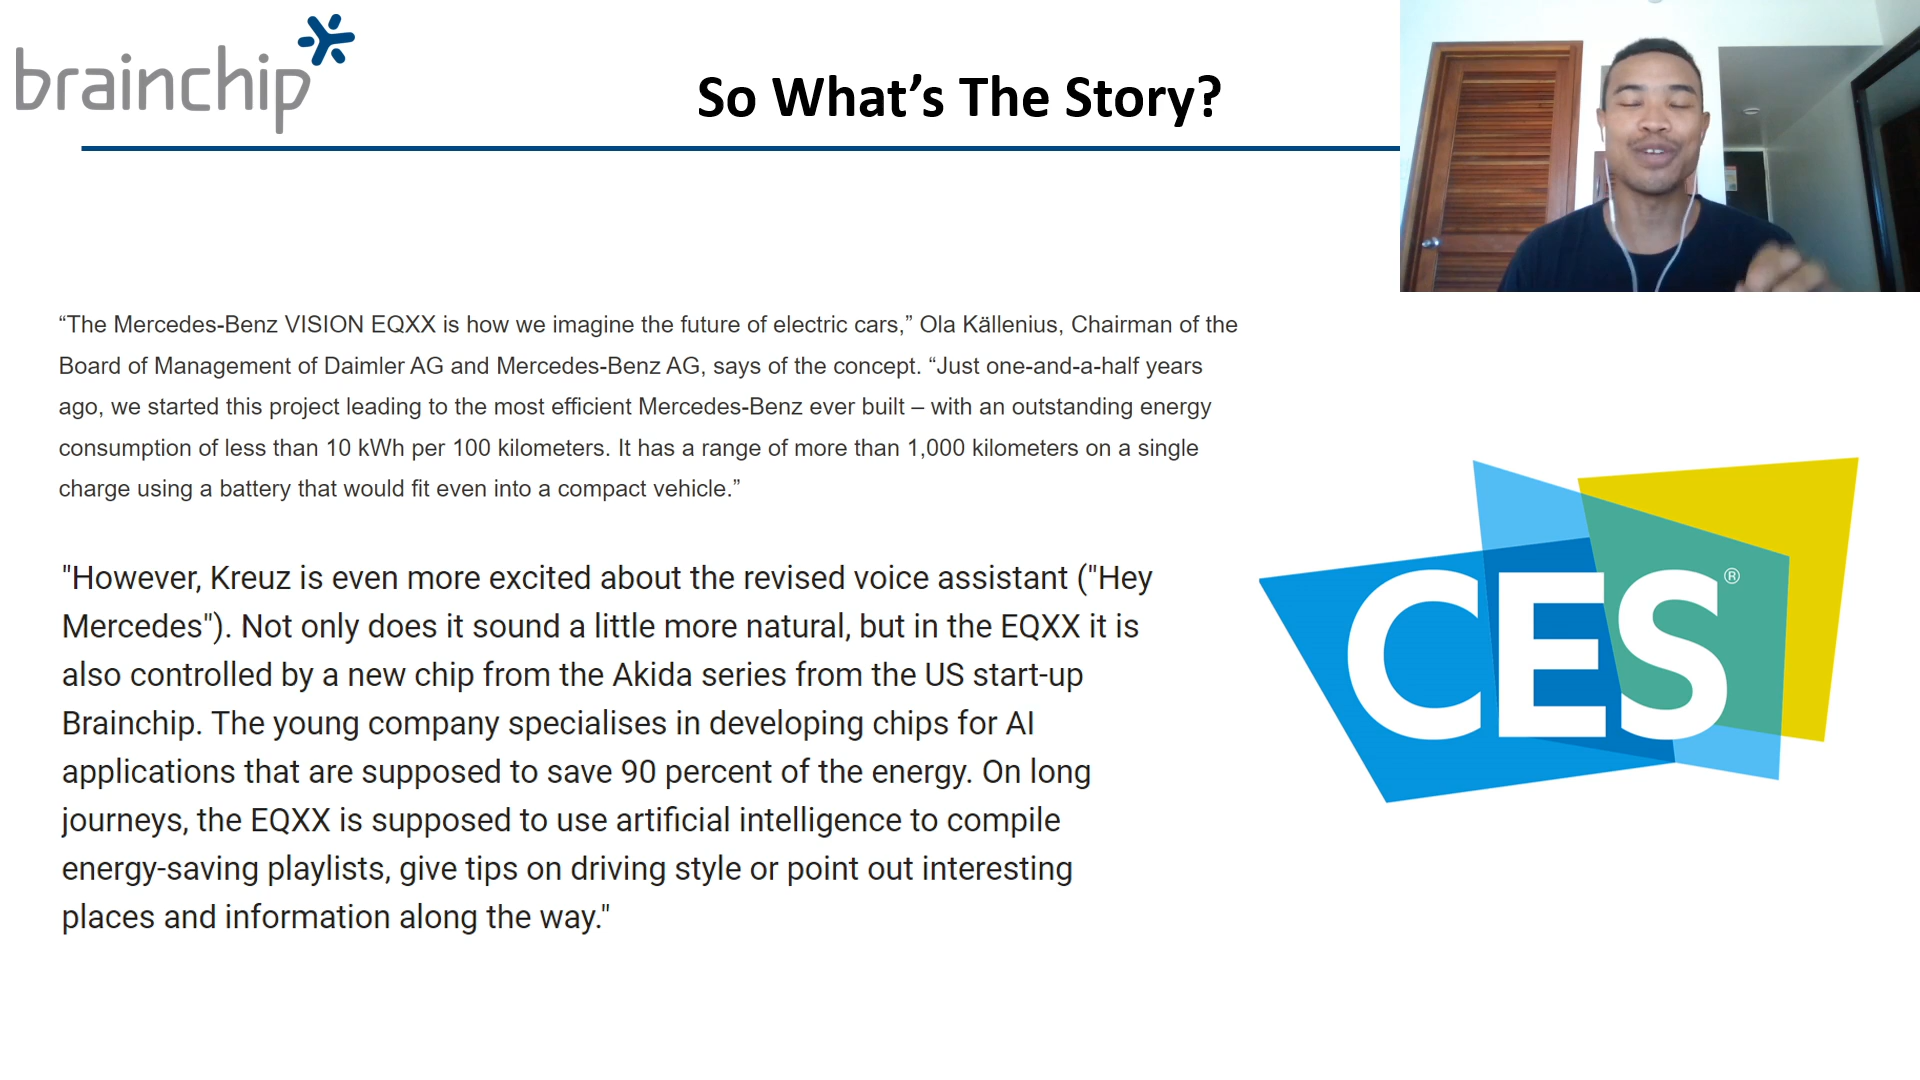 brainchip
So What’s The Story?
“The Mercedes-Benz VISION EQXX is how we imagine the future of electric cars,” Ola Källenius, Chairman of the
Board of Management of Daimler AG and Mercedes-Benz AG, says of the concept. “Just one-and-a-half years
ago, we started this project leading to the most efficient Mercedes-Benz ever built – with an outstanding energy
consumption of less than 10 kWh per 100 kilometers. It has a range of more than 1,000 kilometers on a single
charge using a battery that would fit even into a compact vehicle.”
"However, Kreuz is even more excited about the revised voice assistant ("Hey
Mercedes"). Not only does it sound a little more natural, but in the EQXX it is
also controlled by a new chip from the Akida series from the US start-up
Brainchip. The young company specialises in developing chips for AI
applications that are supposed to save 90 percent of the energy. On long
journeys, the EQXX is supposed to use artificial intelligence to compile
energy-saving playlists, give tips on driving style or point out interesting
places and information along the way."
CES®